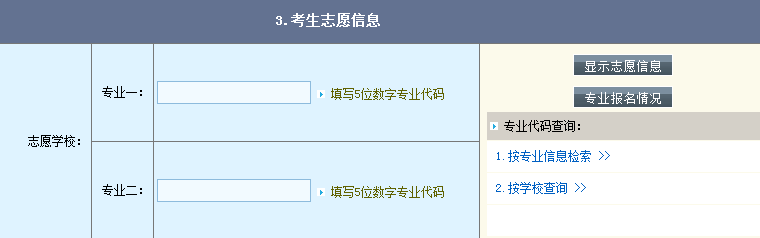 3.考生志愿信息
志愿学校：
专业一：
填写5位数字专业代码
专业二：
填写5位数字专业代码
显示志愿信息
专业报名情况
专业代码查询：
1.按专业信息检索 >>
2.按学校查询 >>